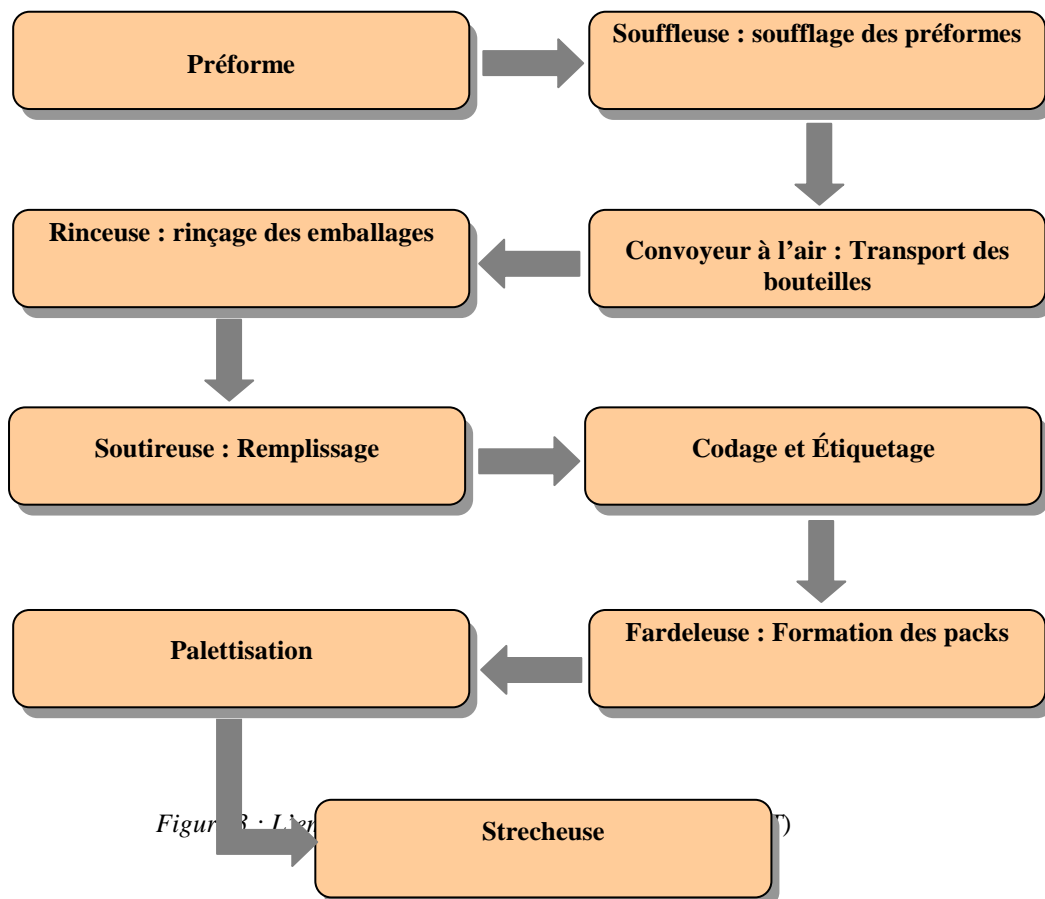 Préforme
Souffleuse : soufflage des préformes
Convoyeur à l’air : Transport des
bouteilles
Rinceuse : rinçage des emballages
Soutireuse : Remplissage
Codage et Étiquetage
Fardeleuse : Formation des packs
Palettisation
Strecheuse
3 :